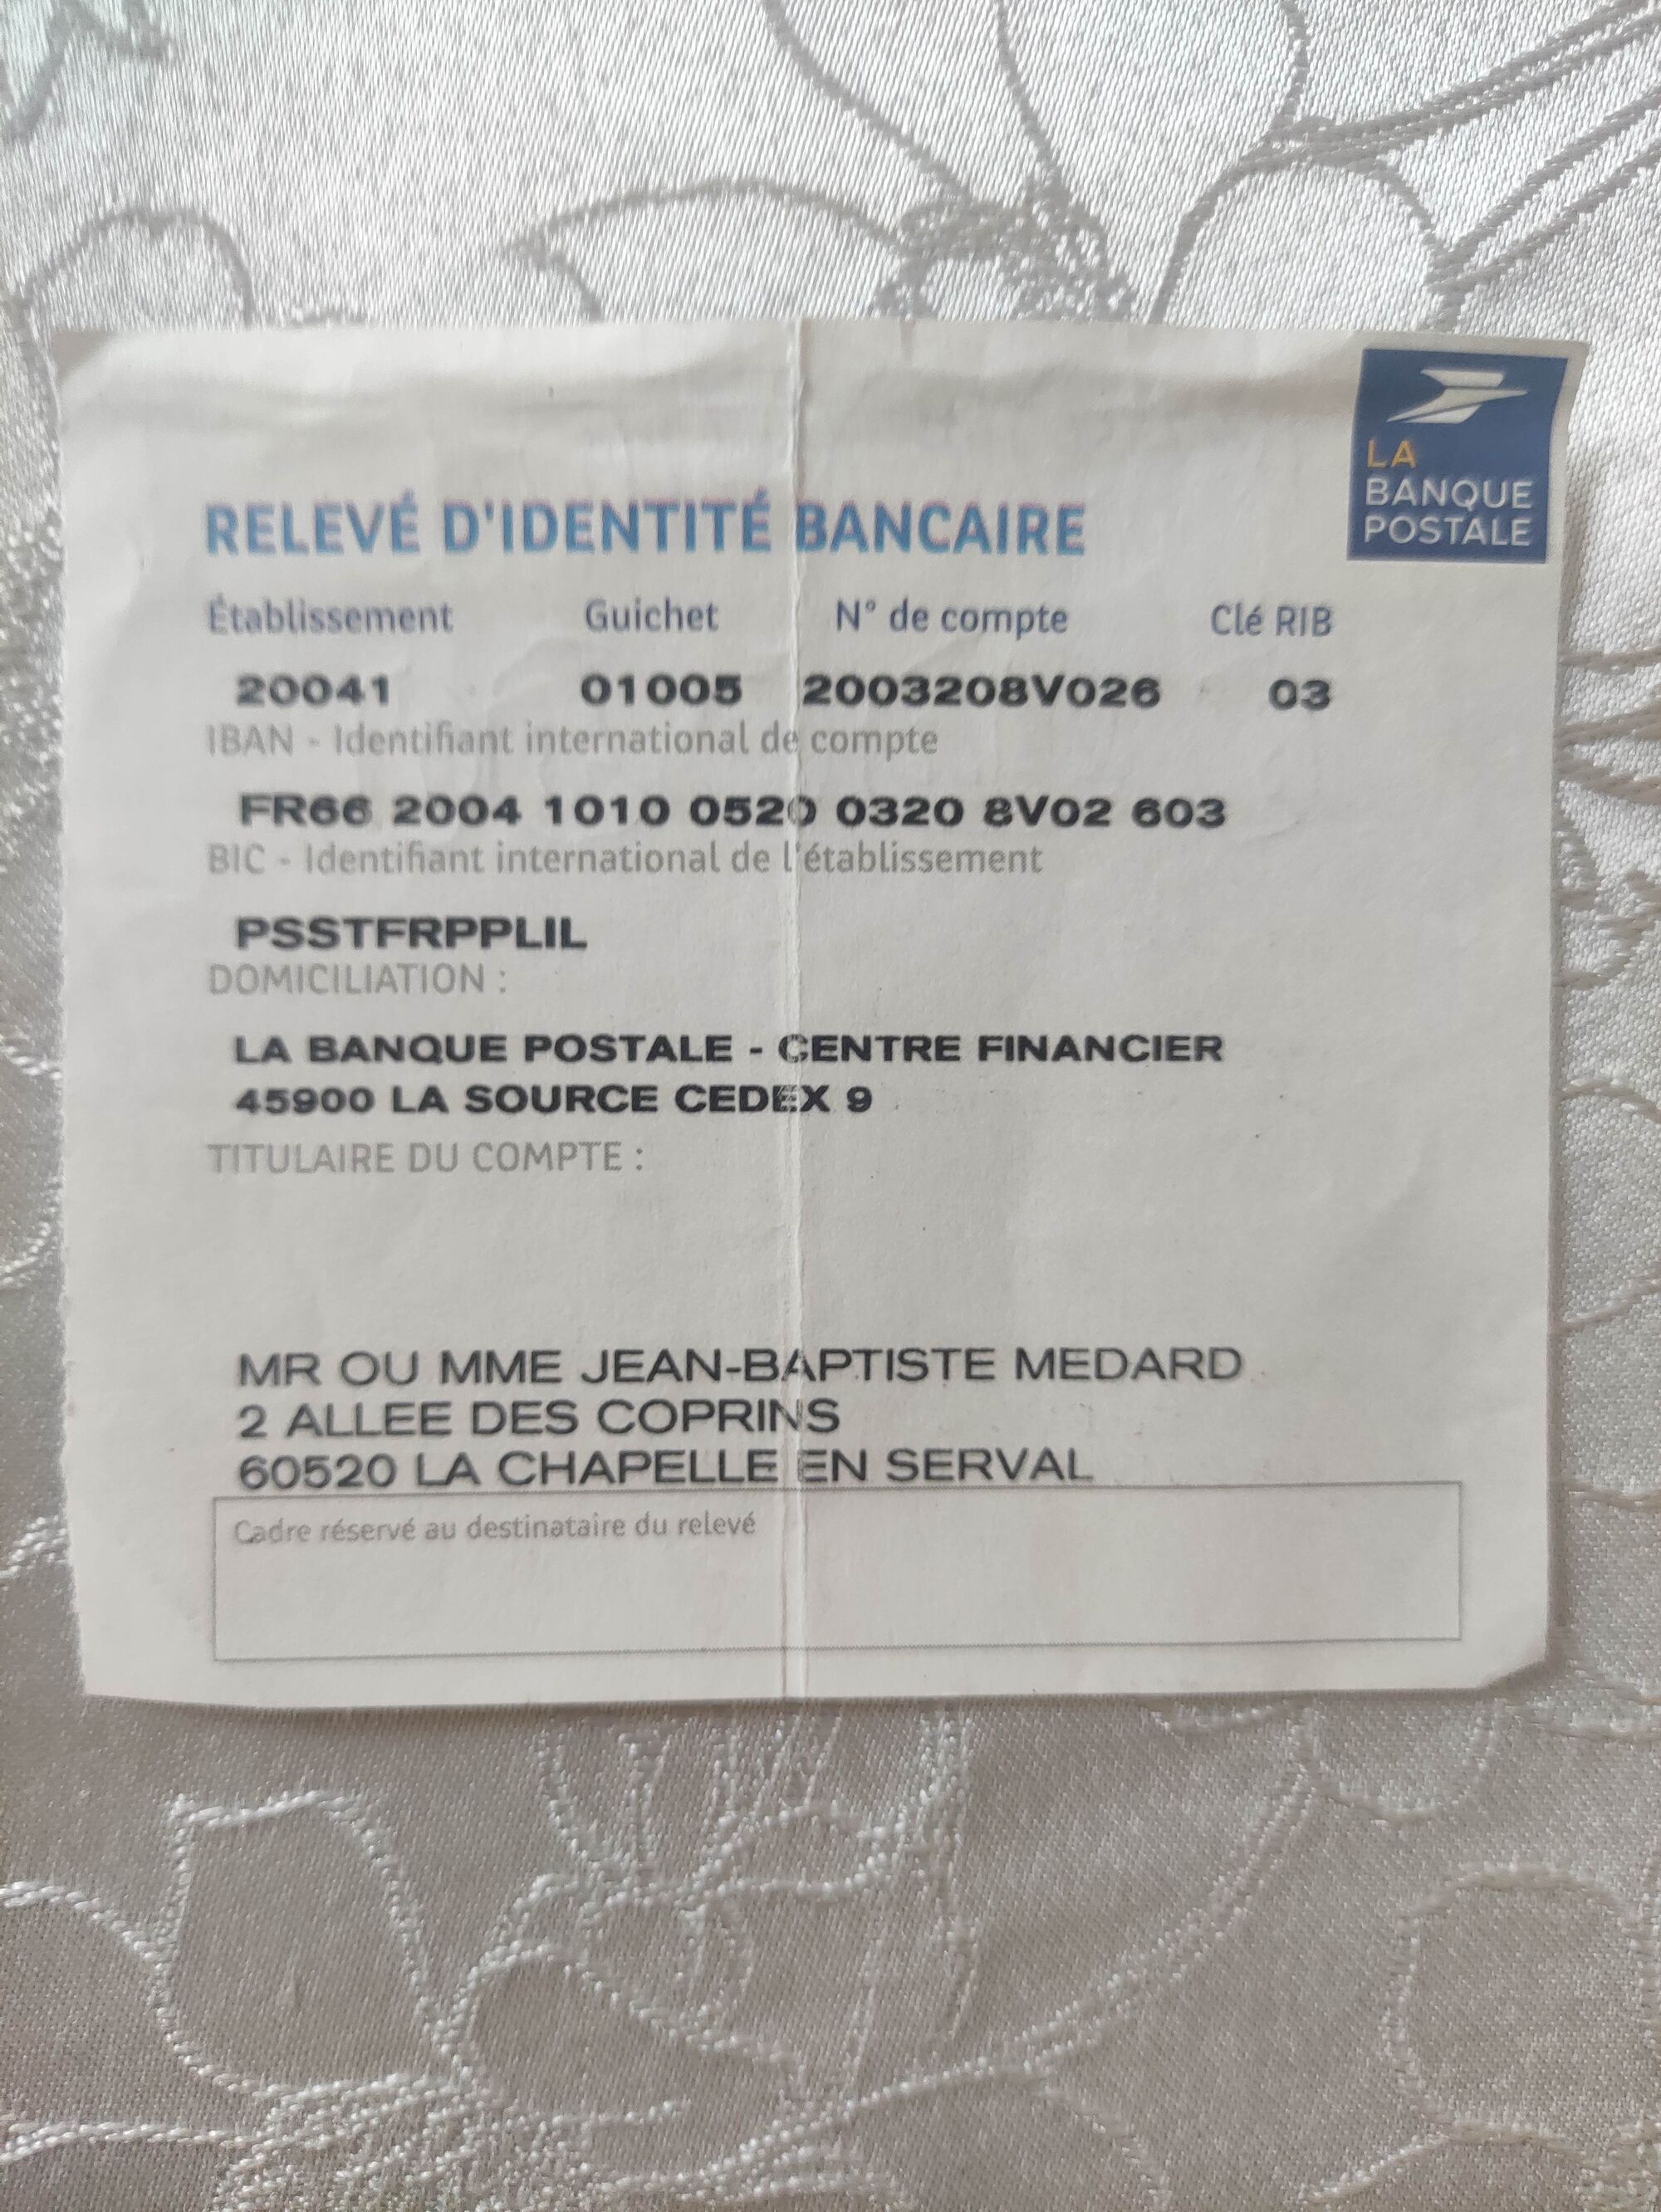 LA
BANQUE
POSTALE
RELEVÉ D'IDENTITÉ BANCAIRE
Établissement Guichet N° de compte Clé RIB
20041 01005 2003208V026 03
IBAN - Identifiant international de compte
FR66 2004 1010 0520 0320 8V02 603
BIC - Identifiant international de l'établissement
PSSTFRPPLIL
DOMICILIATION :
LA BANQUE POSTALE - CENTRE FINANCIER
45900 LA SOURCE CEDEX 9
TITULAIRE DU COMPTE :
MR OU MME JEAN-BAPTISTE MEDARD
2 ALLEE DES COPRINS
60520 LA CHAPELLE EN SERVAL
Cadre réservé au destinataire du relevé